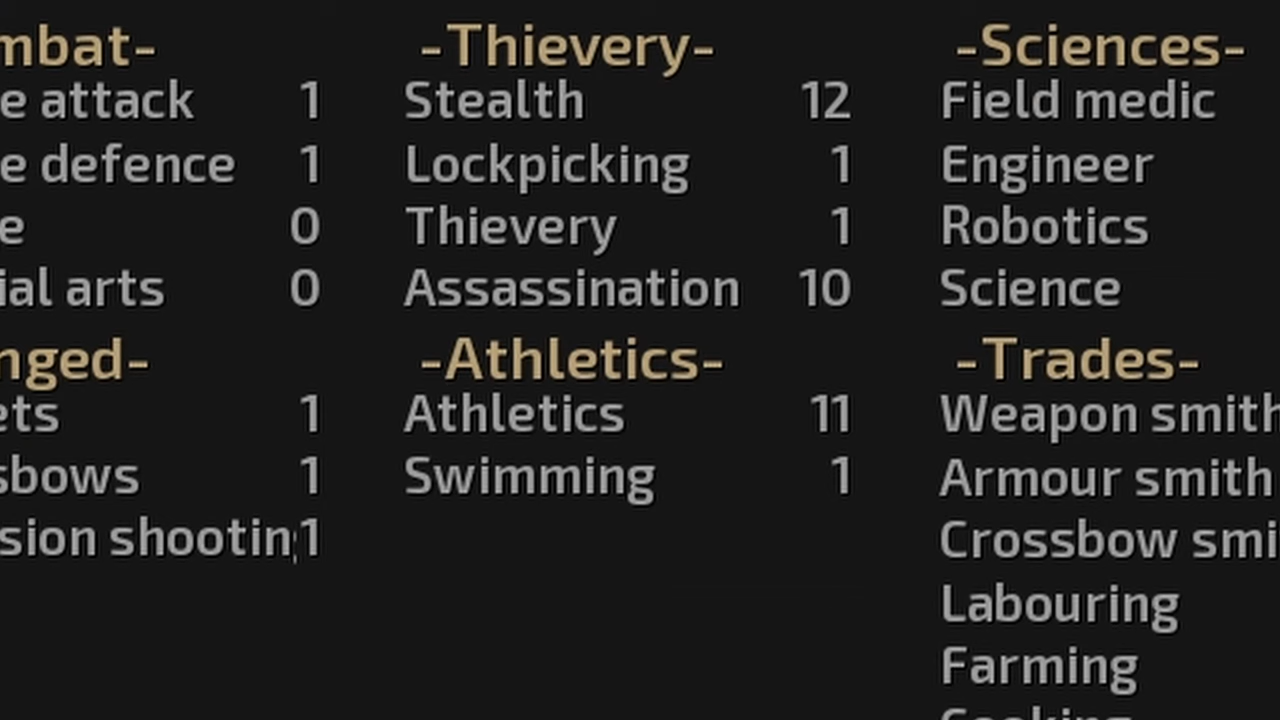 mbat-
e attack 1
e defence 1
e 0
ial arts 0
nged-
ets 1
sbows 1
sion shootin 1
-Thievery-
Stealth 12
Lockpicking 1
Thievery 1
Assassination 10
-Athletics-
Athletics 11
Swimming 1
-Sciences-
Field medic
Engineer
Robotics
Science
-Trades-
Weapon smith
Armour smith
Crossbow smi
Labouring
Farming
Cooking